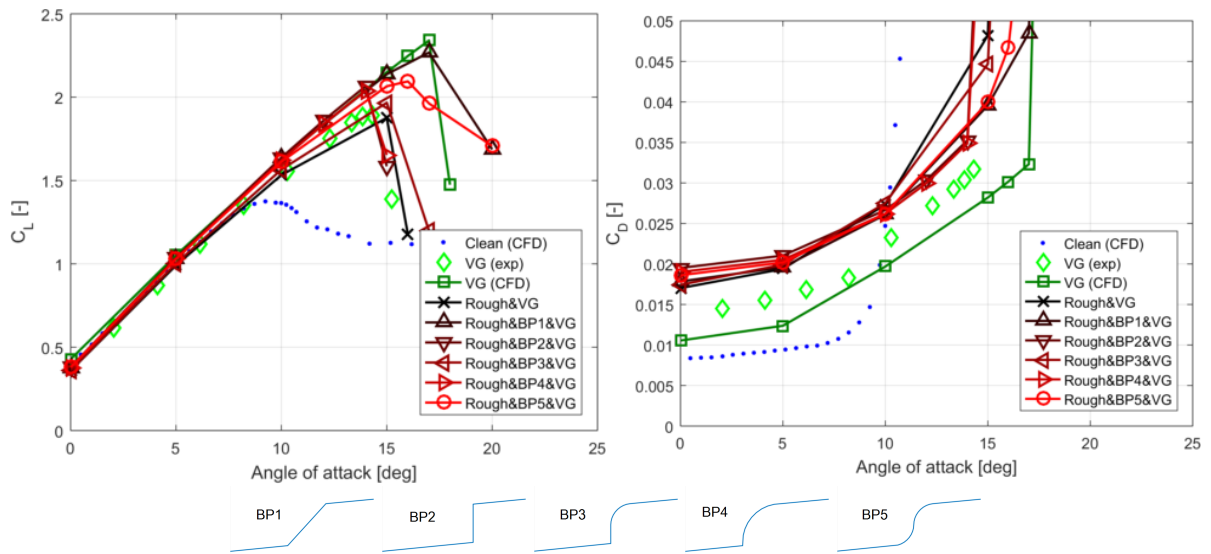 2.5
2
1.5
1
0.5
0
C_L [-]
0
5
10
15
20
25
Angle of attack [deg]
Clean (CFD)
VG (exp)
VG (CFD)
Rough&VG
Rough&BP1&VG
Rough&BP2&VG
Rough&BP3&VG
Rough&BP4&VG
Rough&BP5&VG
0.05
0.045
0.04
0.035
0.03
0.025
0.02
0.015
0.01
0.005
0
C_D [-]
0
5
10
15
20
25
Angle of attack [deg]
Clean (CFD)
VG (exp)
VG (CFD)
Rough&VG
Rough&BP1&VG
Rough&BP2&VG
Rough&BP3&VG
Rough&BP4&VG
Rough&BP5&VG
BP1
BP2
BP3
BP4
BP5